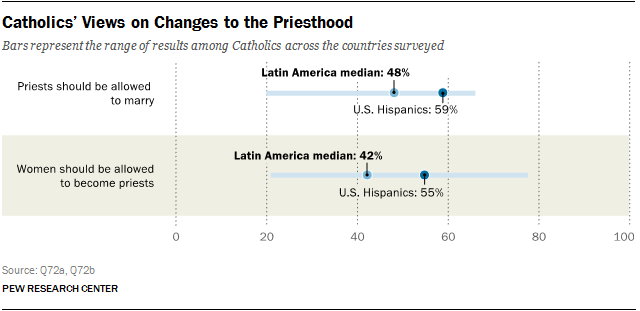 Catholics’ Views on Changes to the Priesthood
Bars represent the range of results among Catholics across the countries surveyed
Priests should be allowed
to marry
Latin America median: 48%
U.S. Hispanics: 59%
Women should be allowed
to become priests
Latin America median: 42%
U.S. Hispanics: 55%
0 20 40 60 80 100
Source: Q72a, Q72b
PEW RESEARCH CENTER